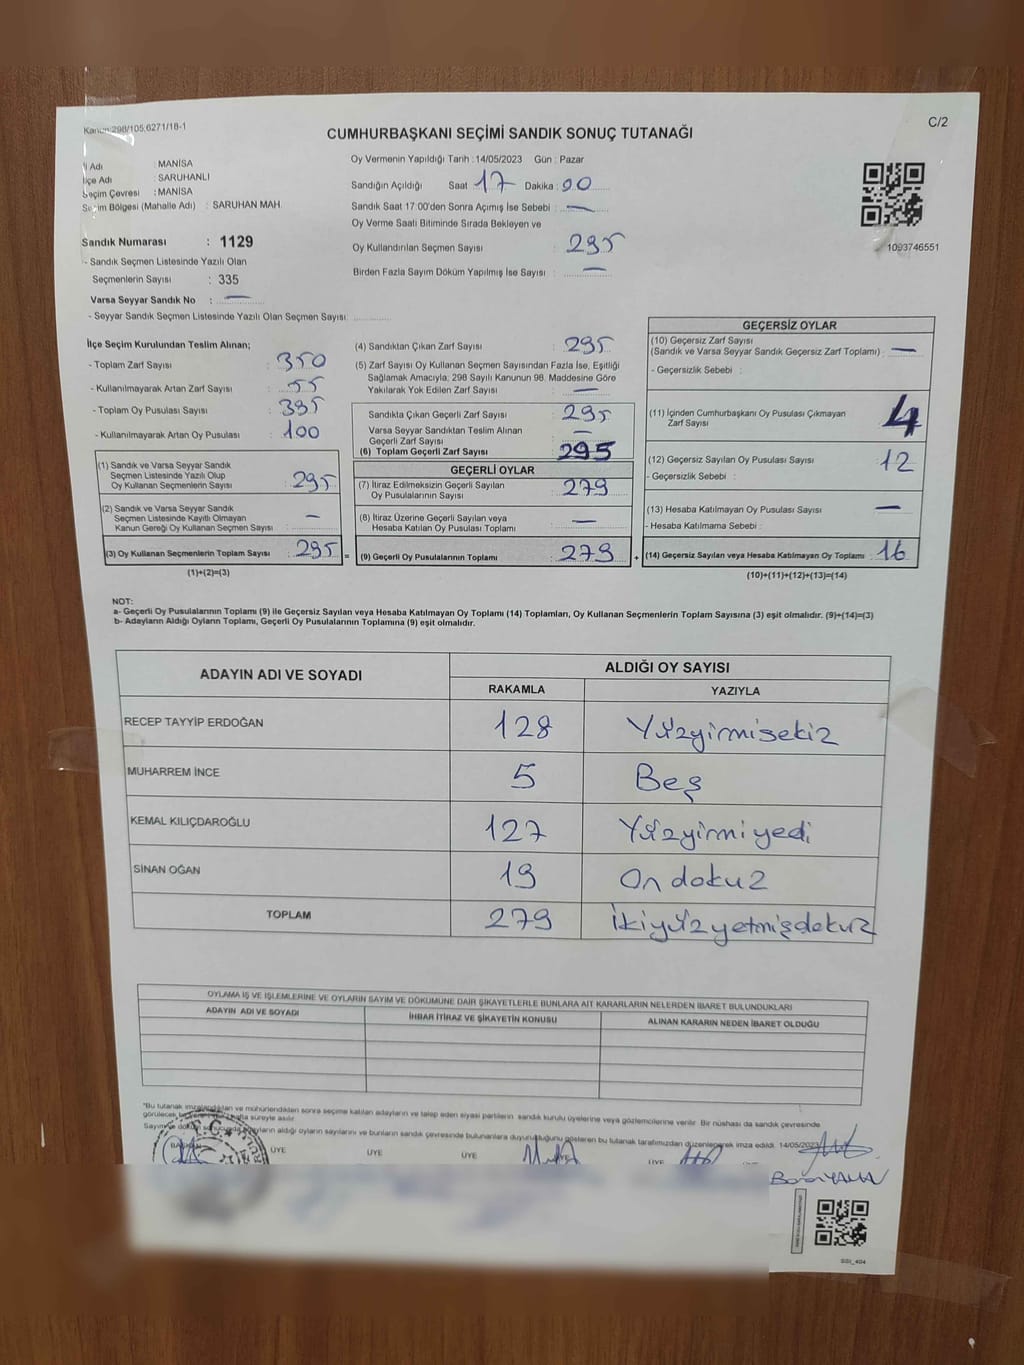 Kanun 298/105,6271/18-1
C/2
CUMHURBAŞKANI SEÇİMİ SANDIK SONUÇ TUTANAĞI
İl Adı : MANİSA
İlçe Adı : SARUHANLI
Seçim Çevresi : MANİSA
Seçim Bölgesi (Mahalle Adı) : SARUHAN MAH.
Sandık Numarası : 1129
- Sandık Seçmen Listesinde Yazılı Olan
Seçmenlerin Sayısı : 335
Varsa Seyyar Sandık No : —
- Seyyar Sandık Seçmen Listesinde Yazılı Olan Seçmen Sayısı:
Oy Vermenin Yapıldığı Tarih : 14/05/2023 Gün : Pazar
Sandığın Açıldığı Saat 17 Dakika : 00
Sandık Saat 17:00'den Sonra Açımış İse Sebebi : —
Oy Verme Saati Bitiminde Sırada Bekleyen ve
Oy Kullandırılan Seçmen Sayısı : 295
Birden Fazla Sayım Döküm Yapılmış İse Sayısı : —
1093746551
İlçe Seçim Kurulundan Teslim Alınan;
- Toplam Zarf Sayısı : 350
- Kullanılmayarak Artan Zarf Sayısı : 55
- Toplam Oy Pusulası Sayısı : 395
- Kullanılmayarak Artan Oy Pusulası : 100
(1) Sandık ve Varsa Seyyar Sandık
Seçmen Listesinde Yazılı Olup
Oy Kullanan Seçmenlerin Sayısı : 295
(2) Sandık ve Varsa Seyyar Sandık
Seçmen Listesinde Kayıtlı Olmayan
Kanun Gereği Oy Kullanan Seçmen Sayısı : —
(3) Oy Kullanan Seçmenlerin Toplam Sayısı : 295 =
(1)+(2)=(3)
(4) Sandıktan Çıkan Zarf Sayısı : 295
(5) Zarf Sayısı Oy Kullanan Seçmen Sayısından Fazla İse, Eşitliği
Sağlamak Amacıyla; 298 Sayılı Kanunun 98. Maddesine Göre
Yakılarak Yok Edilen Zarf Sayısı : —
Sandıkta Çıkan Geçerli Zarf Sayısı : 295
Varsa Seyyar Sandıktan Teslim Alınan
Geçerli Zarf Sayısı : —
(6) Toplam Geçerli Zarf Sayısı : 295
GEÇERLİ OYLAR
(7) İtiraz Edilmeksizin Geçerli Sayılan
Oy Pusulalarının Sayısı : 279
(8) İtiraz Üzerine Geçerli Sayılan veya
Hesaba Katılan Oy Pusulası Toplamı : —
(9) Geçerli Oy Pusulalarının Toplamı : 279 +
GEÇERSİZ OYLAR
(10) Geçersiz Zarf Sayısı
(Sandık ve Varsa Seyyar Sandık Geçersiz Zarf Toplamı) : —
- Geçersizlik Sebebi :
(11) İçinden Cumhurbaşkanı Oy Pusulası Çıkmayan
Zarf Sayısı 4
(12) Geçersiz Sayılan Oy Pusulası Sayısı : 12
- Geçersizlik Sebebi :
(13) Hesaba Katılmayan Oy Pusulası Sayısı : —
- Hesaba Katılmama Sebebi :
(14) Geçersiz Sayılan veya Hesaba Katılmayan Oy Toplamı : 16
(10)+(11)+(12)+(13)=(14)
NOT:
a- Geçerli Oy Pusulalarının Toplamı (9) ile Geçersiz Sayılan veya Hesaba Katılmayan Oy Toplamı (14) Toplamları, Oy Kullanan Seçmenlerin Toplam Sayısına (3) eşit olmalıdır. (9)+(14)=(3)
b- Adayların Aldığı Oyların Toplamı, Geçerli Oy Pusulalarının Toplamına (9) eşit olmalıdır.
ADAYIN ADI VE SOYADI ALDIĞI OY SAYISI
RAKAMLA YAZIYLA
RECEP TAYYİP ERDOĞAN 128 Yüzyirmisekiz
MUHARREM İNCE 5 Beş
KEMAL KILIÇDAROĞLU 127 Yüzyirmiyedi
SİNAN OĞAN 19 On dokuz
TOPLAM 279 İkiyüzyetmişdokuz
OYLAMA İŞ VE İŞLEMLERİNE VE OYLARIN SAYIM VE DÖKÜMÜNE DAİR ŞİKAYETLERLE BUNLARA AİT KARARLARIN NELERDEN İBARET BULUNDUKLARI
ADAYIN ADI VE SOYADI İHBAR İTİRAZ VE ŞİKAYETİN KONUSU ALINAN KARARIN NEDEN İBARET OLDUĞU
*Bu tutanak imzalandıktan ve mühürlendikten sonra seçime katılan adayların ve talep eden siyasi partilerin sandık kurulu üyelerine veya gözlemcilerine verilir. Bir nüshası da sandık çevresinde
görülecek bir yere bir hafta süreyle asılır.
Sayım ve döküm sonucunda adayların aldığı oyların sayılarını ve bunların sandık çevresinde bulunanlara duyurulduğunu gösteren bu tutanak tarafımızdan düzenlenerek imza edildi. 14/05/2023
BAŞKAN ÜYE ÜYE ÜYE ÜYE ÜYE
T.C.
YAMAN
SSI_404